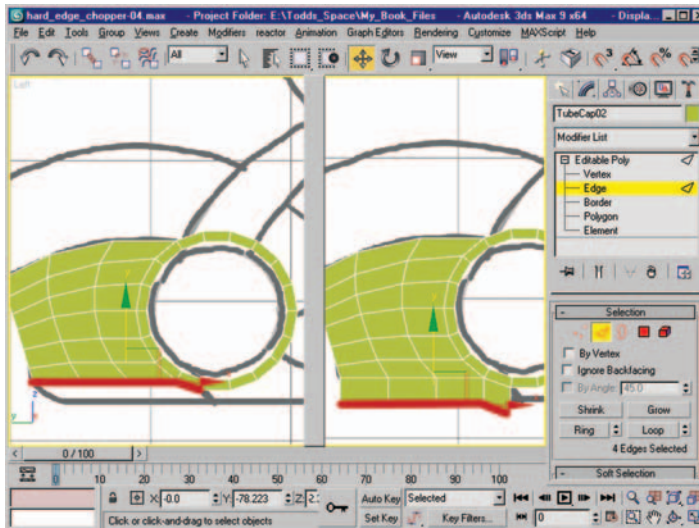 hard_edge_chopper-04.max - Project Folder: E:\Todds_Space\My_Book_Files - Autodesk 3ds Max 9 x64 - Displa...
File Edit Tools Group Views Create Modifiers reactor Animation Graph Editors Rendering Customize MAXScript Help
All
View
3
%
Left
TubeCap02
Modifier List
Editable Poly
Vertex
Edge
Border
Polygon
Element
Selection
By Vertex
Ignore Backfacing
By Angle: 45.0
Shrink Grow
Ring Loop
4 Edges Selected
Soft Selection
y
z
0 / 100
0 10 20 30 40 50 60 70 80 90 100
X: -0.0 Y: -78.223 Z:
Auto Key Selected
Set Key Key Filters...
0
Click or click-and-drag to select objects